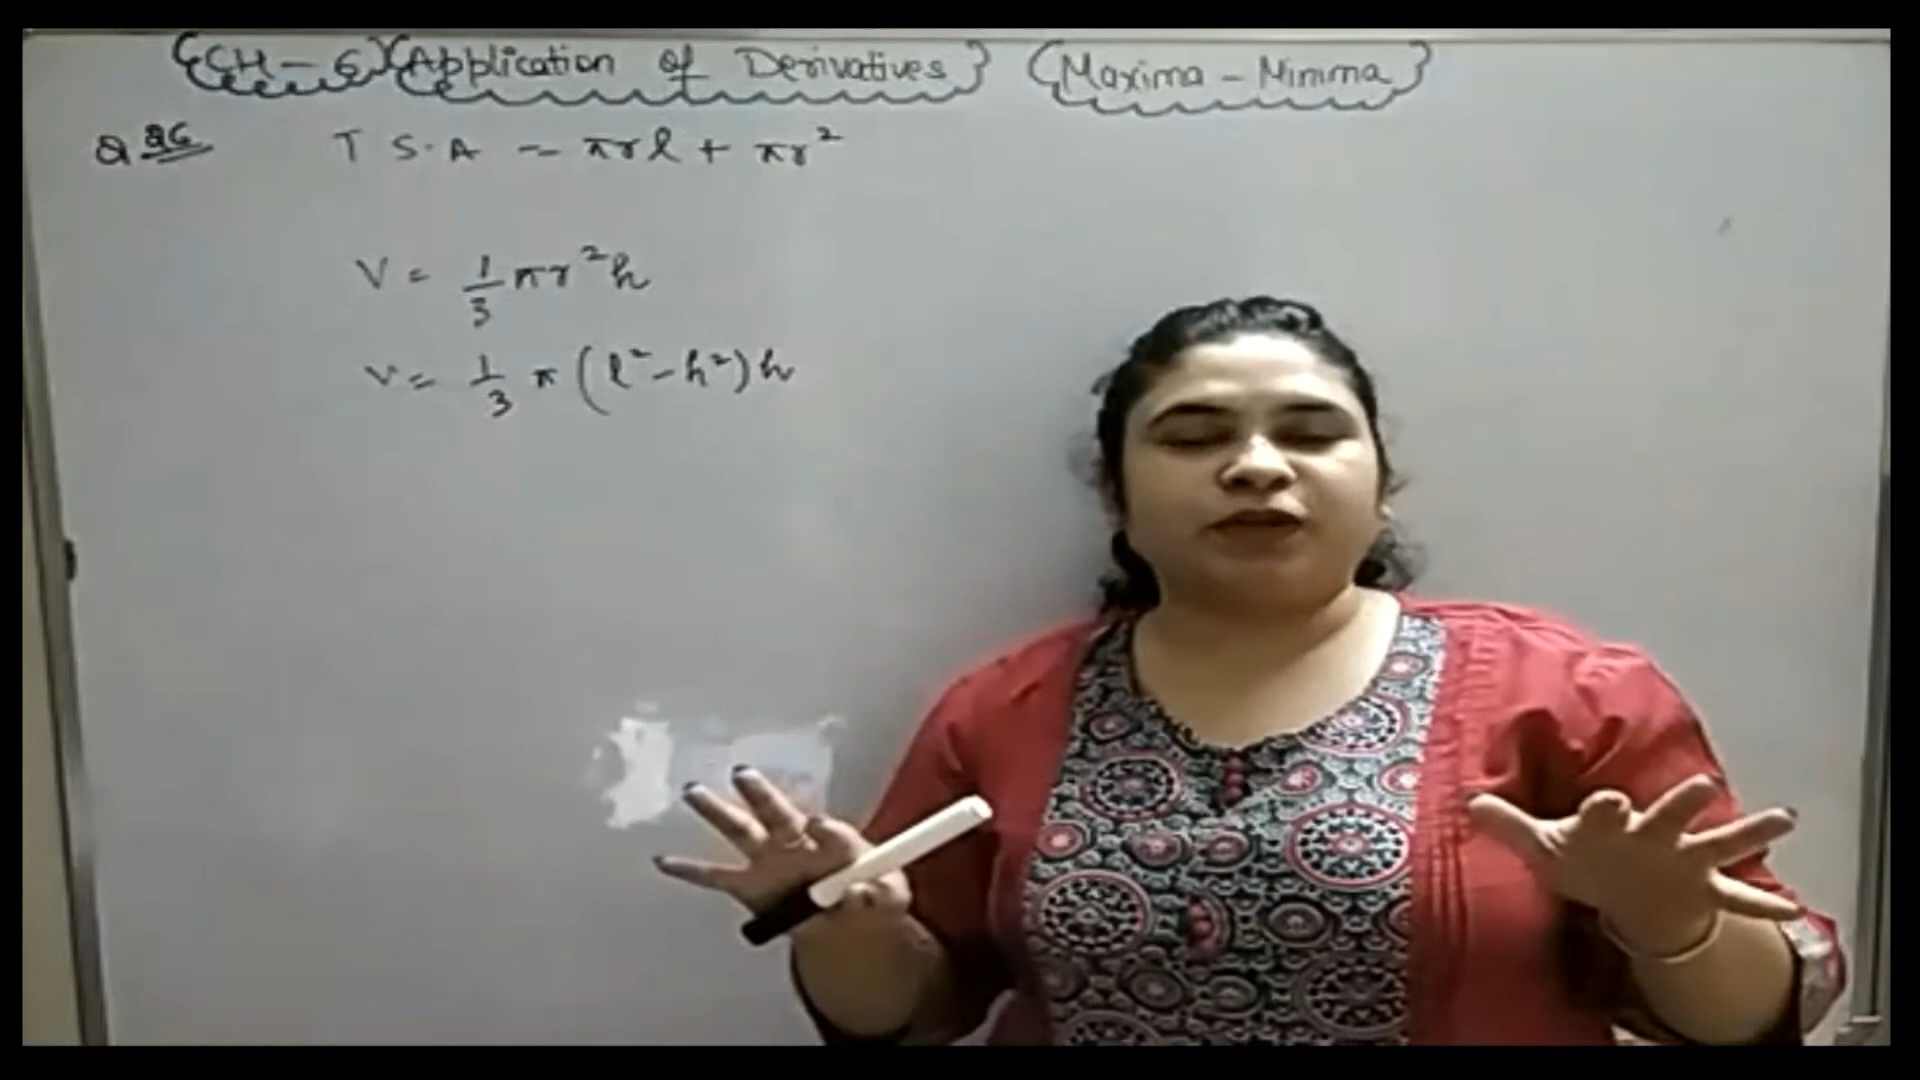 CH-6 Application of Derivatives (Maxima - Minima)
Q 26 T S.A = πrl + πr²
V = 1/3 πr²h
V = 1/3 π (l² - h²) h